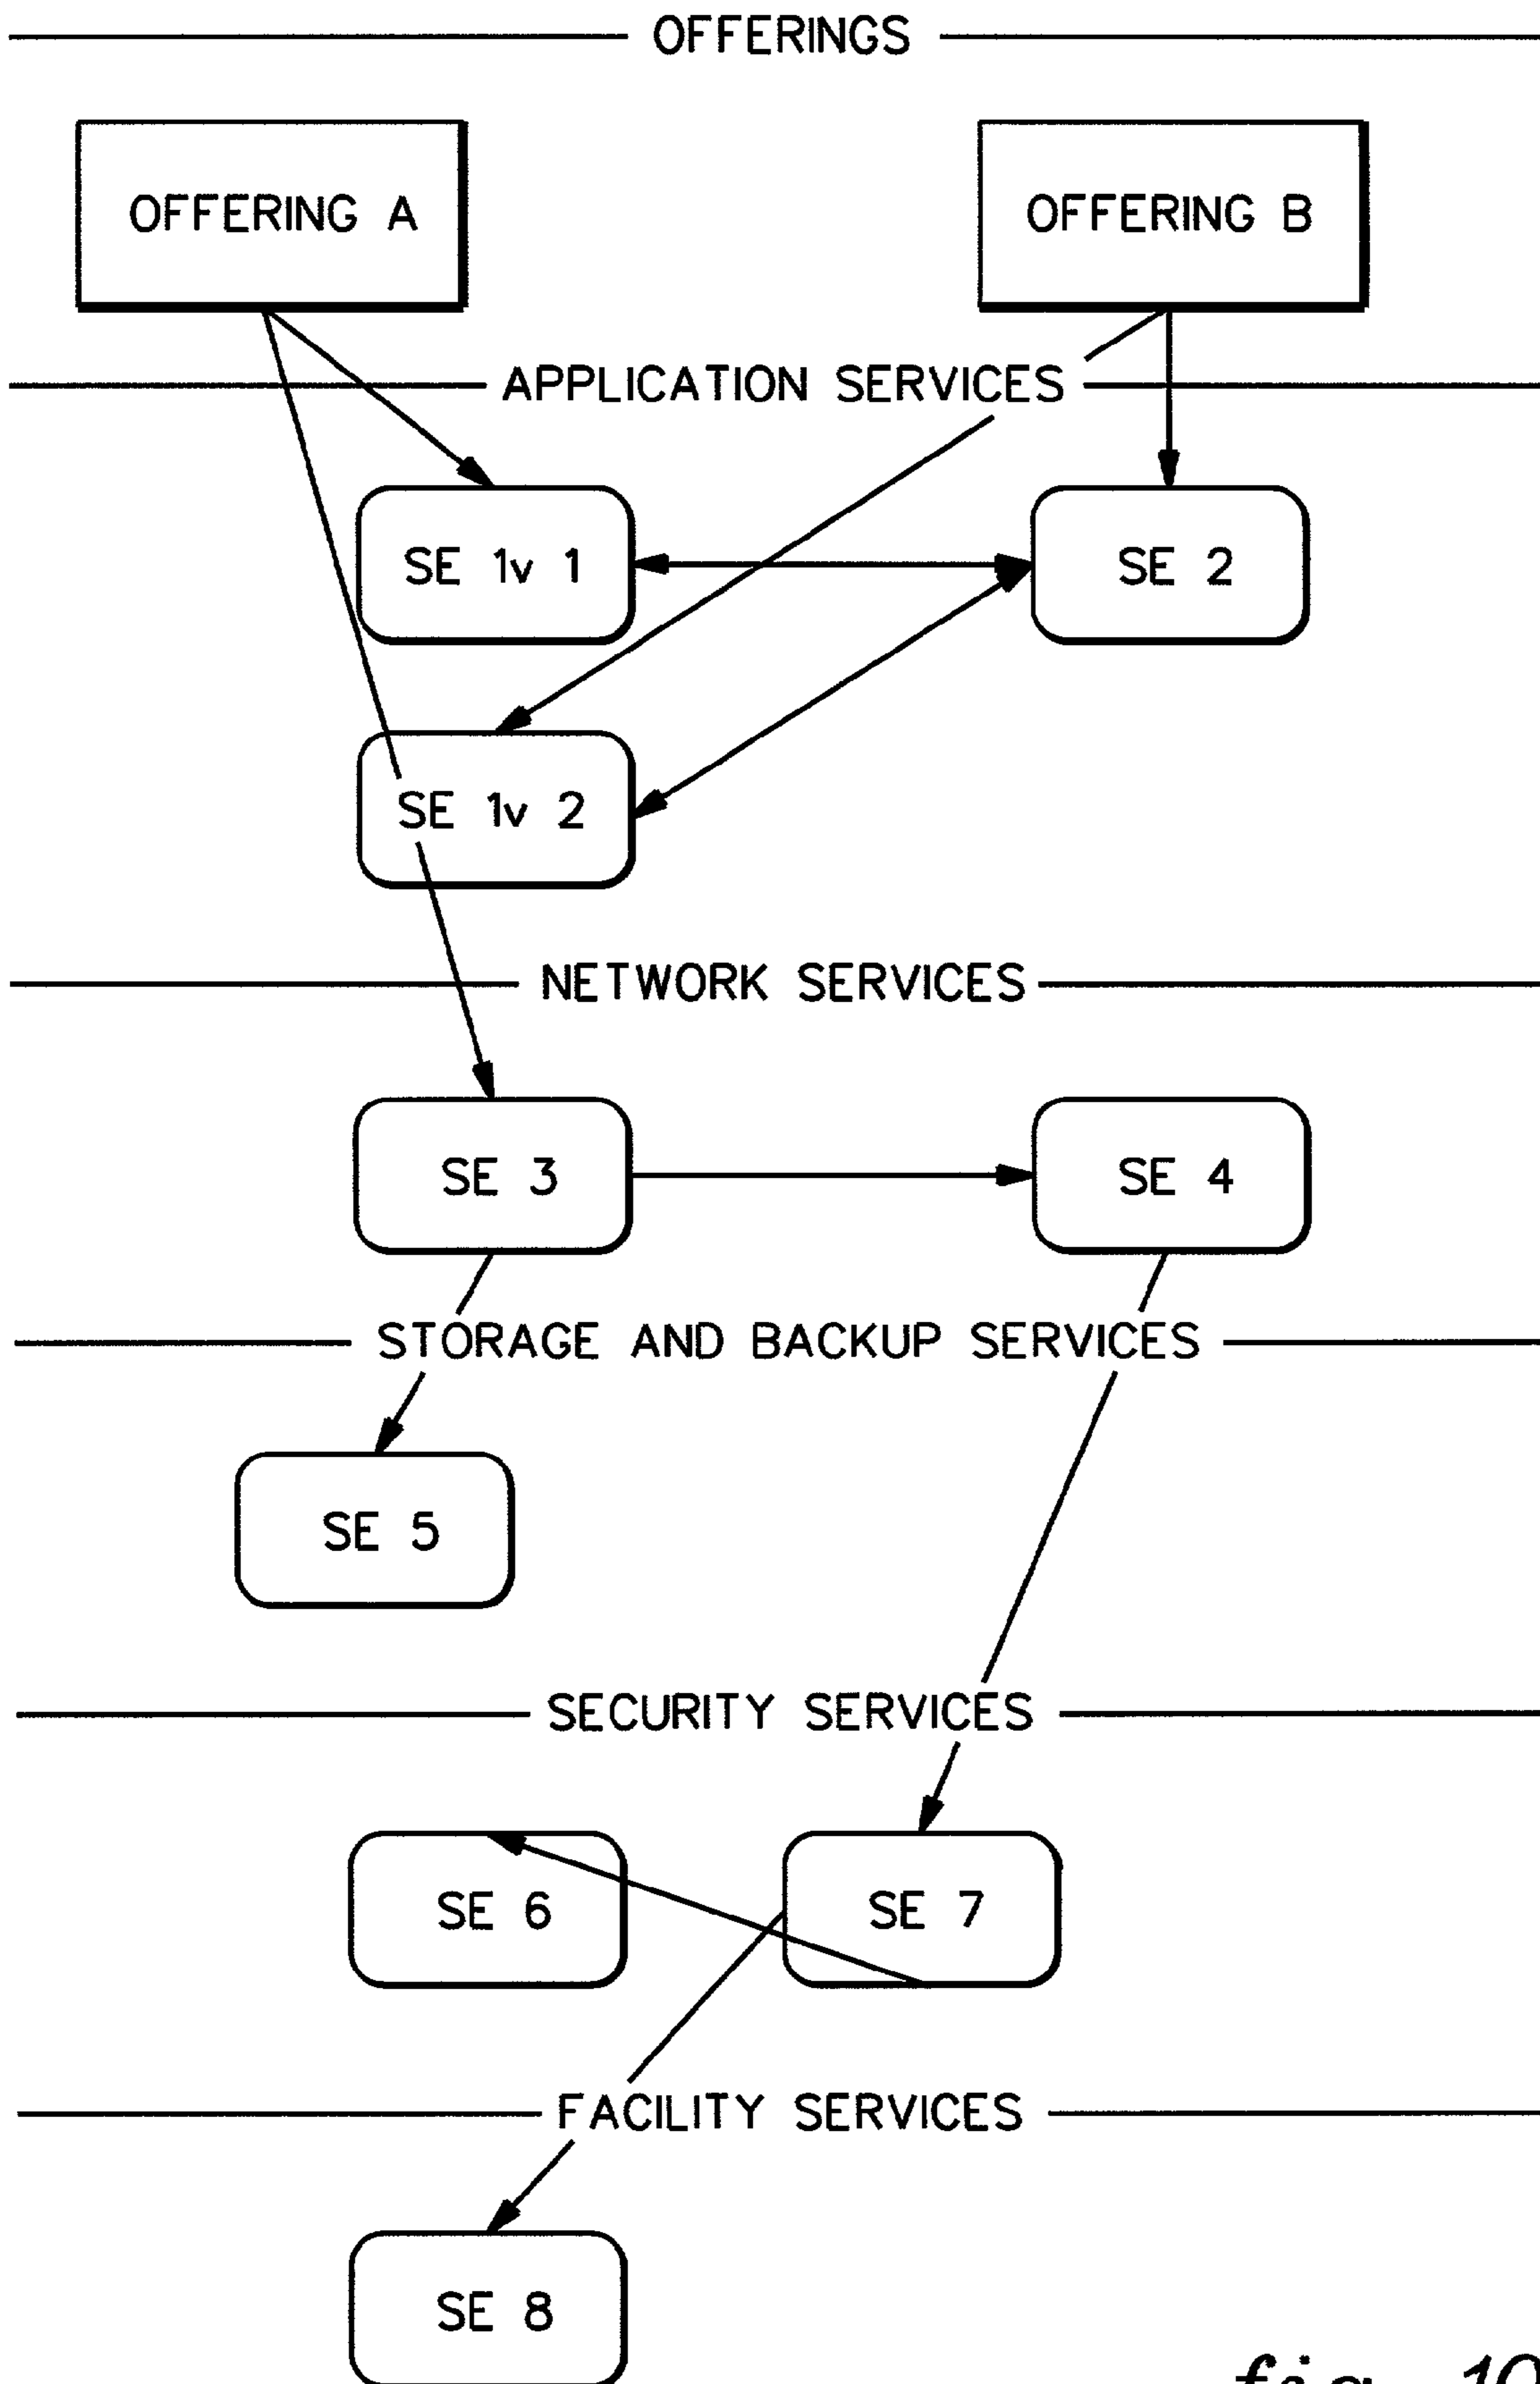 OFFERINGS
OFFERING A
OFFERING B
APPLICATION SERVICES
SE 1v 1
SE 2
SE 1v 2
NETWORK SERVICES
SE 3
SE 4
STORAGE AND BACKUP SERVICES
SE 5
SECURITY SERVICES
SE 6
SE 7
FACILITY SERVICES
SE 8